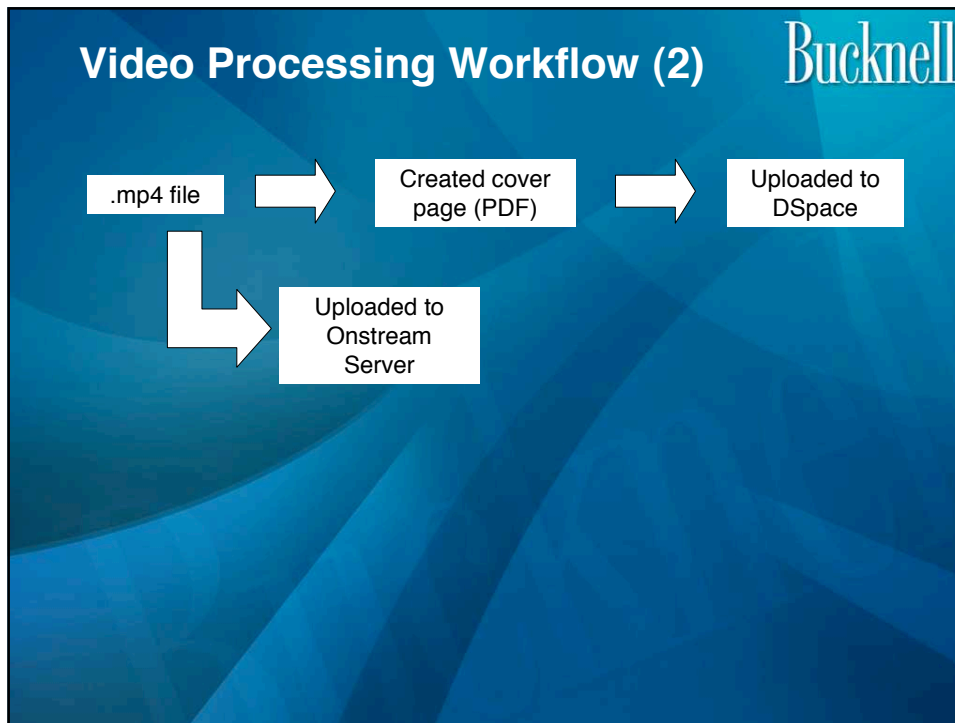 Video Processing Workflow (2)
Bucknell
.mp4 file
Created cover
page (PDF)
Uploaded to
DSpace
Uploaded to
Onstream
Server